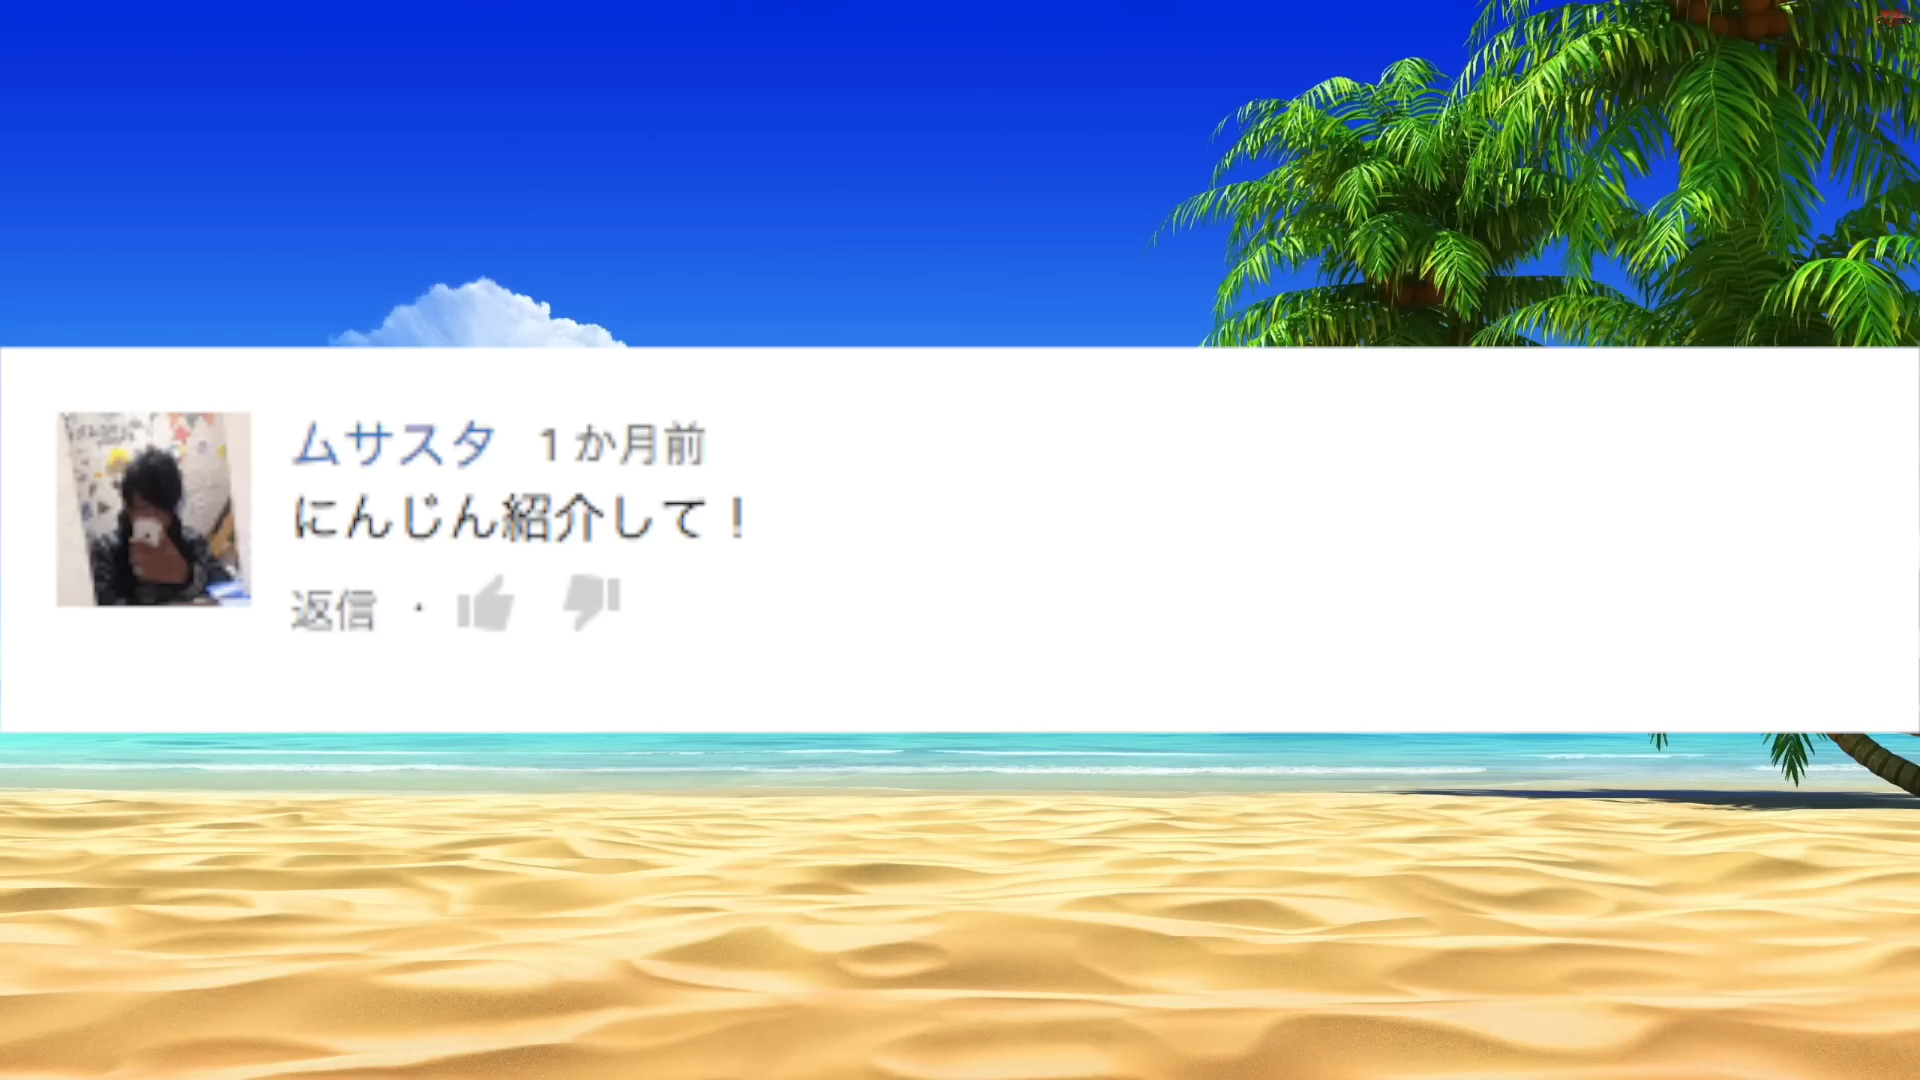 ムサスタ 1 か月前
にんじん紹介して！
返信 ・